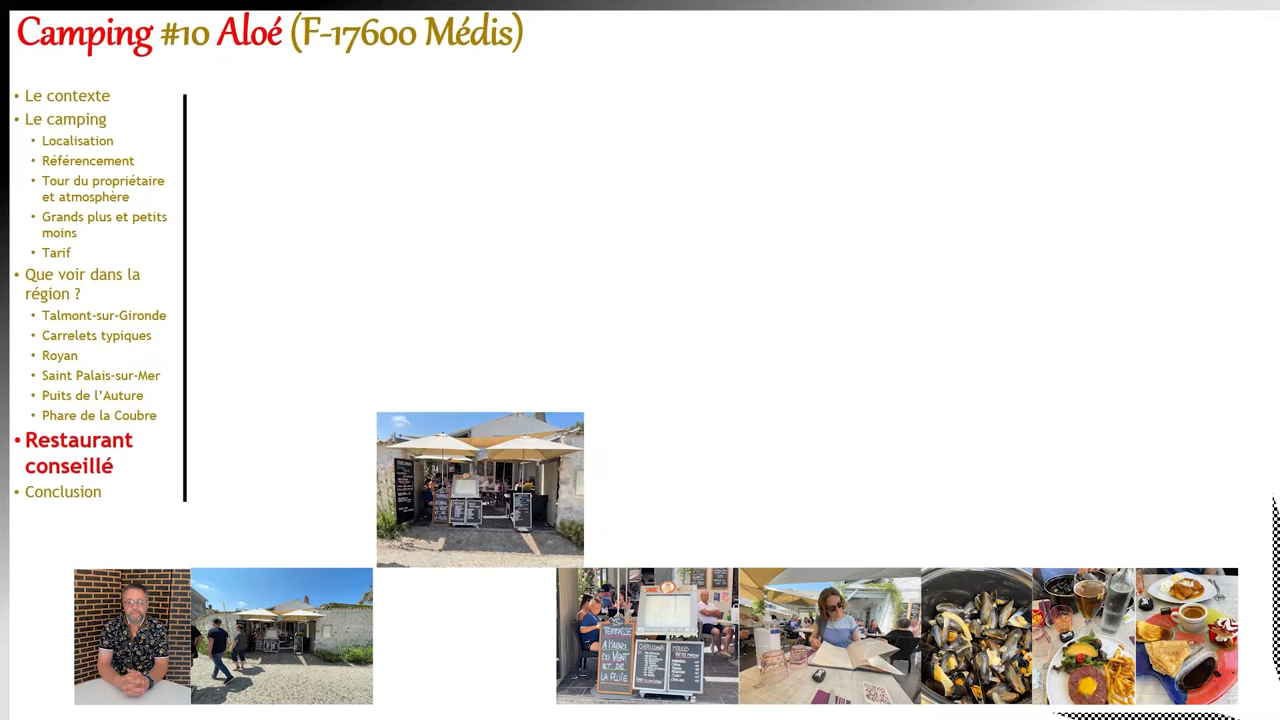 Camping #10 Aloé (F-17600 Médis)
• Le contexte
• Le camping
• Localisation
• Référencement
• Tour du propriétaire
et atmosphère
• Grands plus et petits
moins
• Tarif
• Que voir dans la
région ?
• Talmont-sur-Gironde
• Carrelets typiques
• Royan
• Saint Palais-sur-Mer
• Puits de l'Auture
• Phare de la Coubre
• Restaurant
conseillé
• Conclusion
TERRASSE
A L'ABRI
DU VENT
ET DE
LA PLUIE
MOULES